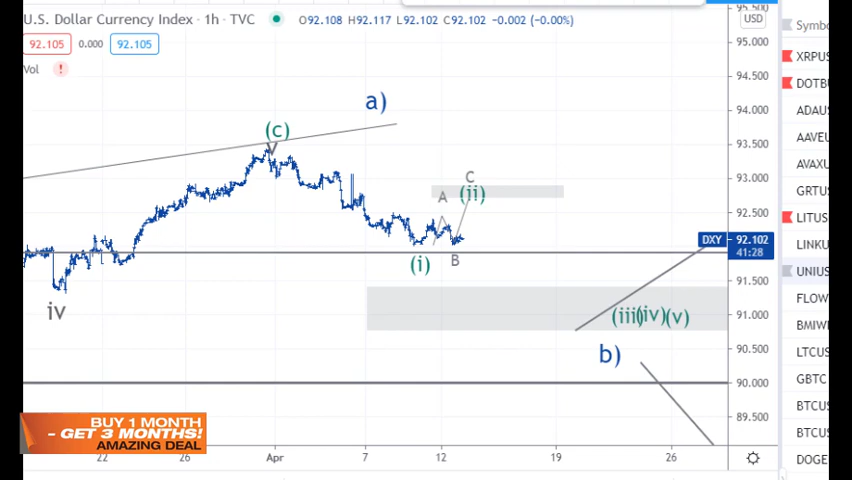 U.S. Dollar Currency Index · 1h · TVC O92.108 H92.117 L92.102 C92.102 -0.002 (-0.00%)
92.105 0.000 92.105
Vol !
USD
95.000
94.500
94.000
93.500
93.000
92.500
DXY 92.102
41:28
91.500
91.000
90.500
90.000
89.500
a)
(c)
v
C
A
(ii)
(i)
B
iv
(iii) (iv) (v)
b)
BUY 1 MONTH
- GET 3 MONTHS!
AMAZING DEAL
22 26 Apr 7 12 19 26
Symbo
XRPUS
DOTBU
ADAUS
AAVEU
AVAXU
GRTUS
LITUS
LINKU
UNIUS
FLOW
BMIWI
LTCUS
GBTC
BTCUS
BTCUS
BTCUS
DOGE